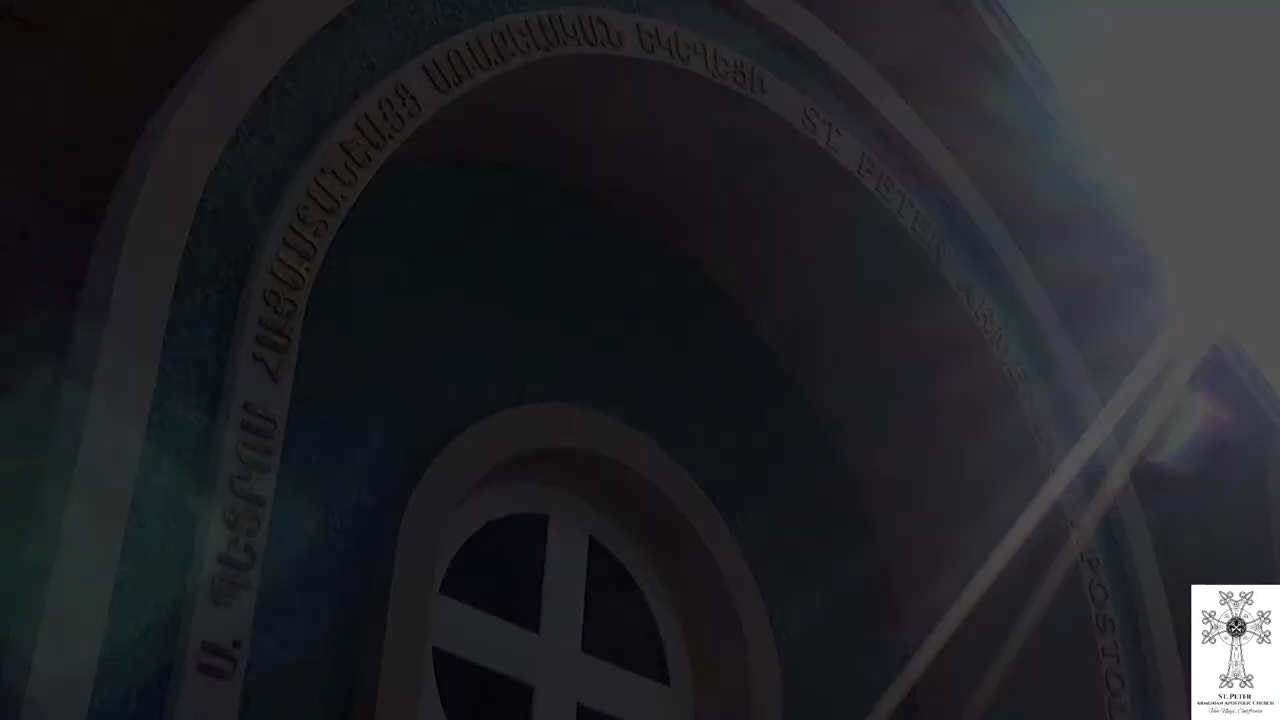 Ս. ՊԵՏՐՈՍ ՀԱՅԱՍՏԱՆԵԱՅՑ ԱՌԱՔԵԼԱԿԱՆ ԵԿԵՂԵՑԻ ST. PETER
ST. PETER
ARMENIAN APOSTOLIC CHURCH
Van Nuys, California